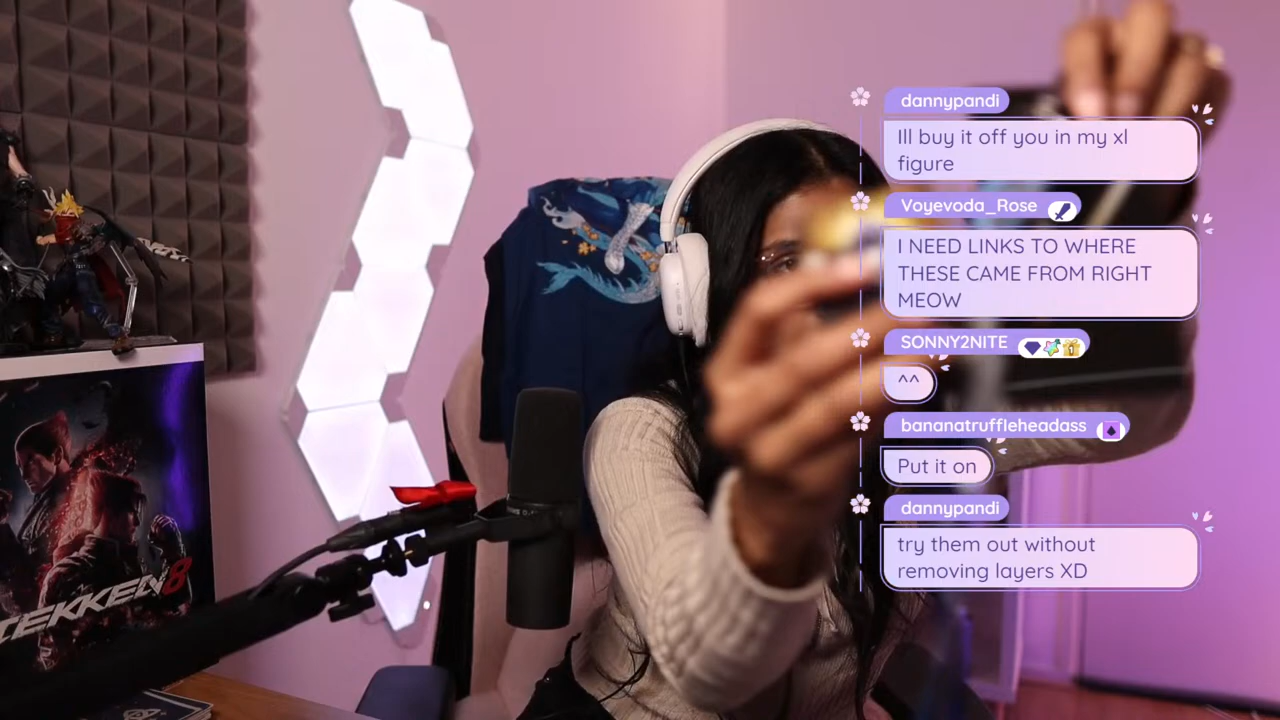 dannypandi
Ill buy it off you in my xl
figure
Voyevoda_Rose
I NEED LINKS TO WHERE
THESE CAME FROM RIGHT
MEOW
SONNY2NITE
^^
bananatruffleheadass
Put it on
dannypandi
try them out without
removing layers XD
TEKKEN 8